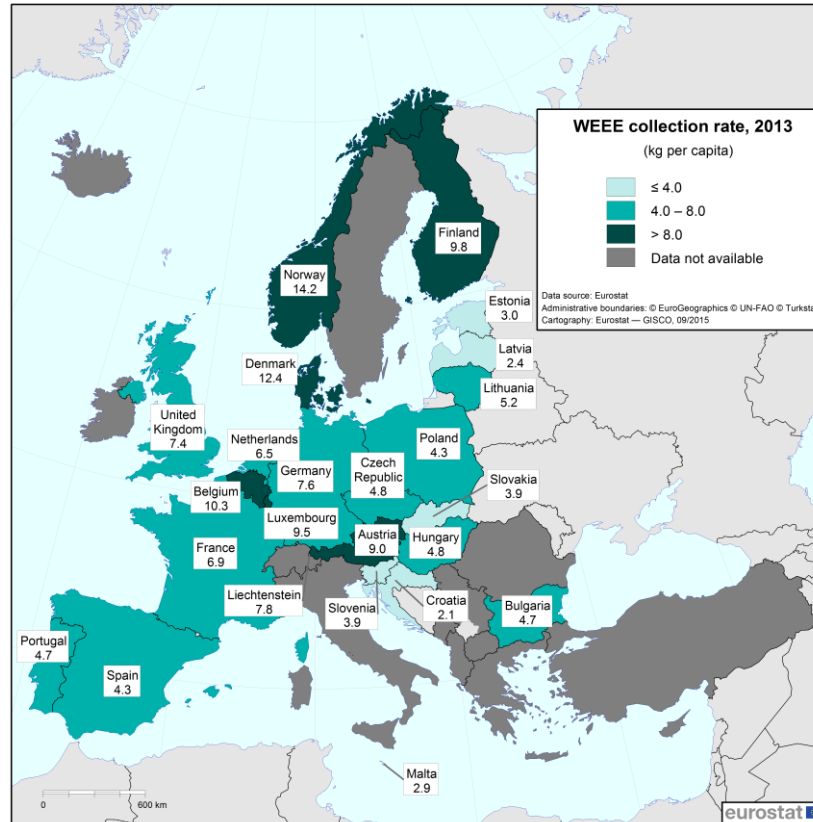 WEEE collection rate, 2013
(kg per capita)
≤ 4.0
4.0 – 8.0
> 8.0
Data not available
Data source: Eurostat
Administrative boundaries: © EuroGeographics © UN-FAO © Turksta
Cartography: Eurostat — GISCO, 09/2015
Finland
9.8
Norway
14.2
Estonia
3.0
Latvia
2.4
Denmark
12.4
Lithuania
5.2
United
Kingdom
7.4
Netherlands
6.5
Poland
4.3
Germany
7.6
Czech
Republic
4.8
Slovakia
3.9
Belgium
10.3
Luxembourg
9.5
Austria
9.0
Hungary
4.8
France
6.9
Liechtenstein
7.8
Slovenia
3.9
Croatia
2.1
Bulgaria
4.7
Portugal
4.7
Spain
4.3
Malta
2.9
0 600 km
eurostat